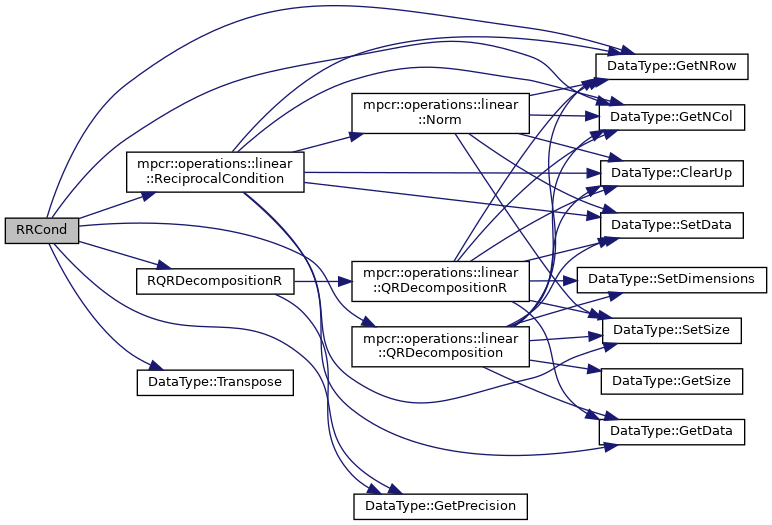 RRCond
mpcr::operations::linear
::ReciprocalCondition
RQRDecompositionR
DataType::Transpose
mpcr::operations::linear
::Norm
mpcr::operations::linear
::QRDecompositionR
mpcr::operations::linear
::QRDecomposition
DataType::GetPrecision
DataType::GetNRow
DataType::GetNCol
DataType::ClearUp
DataType::SetData
DataType::SetDimensions
DataType::SetSize
DataType::GetSize
DataType::GetData